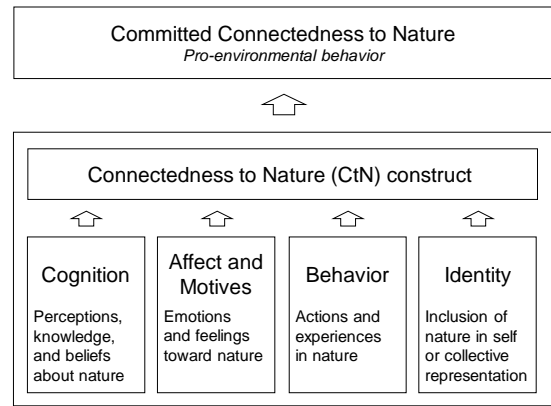 Committed Connectedness to Nature
Pro-environmental behavior
Connectedness to Nature (CtN) construct
Cognition
Perceptions,
knowledge,
and beliefs
about nature
Affect and
Motives
Emotions
and feelings
toward nature
Behavior
Actions and
experiences
in nature
Identity
Inclusion of
nature in self
or collective
representation